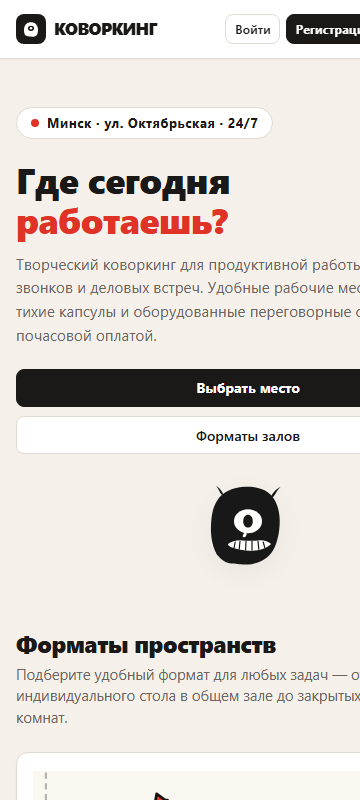 КОВОРКИНГ
Войти
Регистраци
Минск · ул. Октябрьская · 24/7
Где сегодня
работаешь?
Творческий коворкинг для продуктивной работы
звонков и деловых встреч. Удобные рабочие мес
тихие капсулы и оборудованные переговорные с
почасовой оплатой.
Выбрать место
Форматы залов
Форматы пространств
Подберите удобный формат для любых задач — о
индивидуального стола в общем зале до закрытых
комнат.